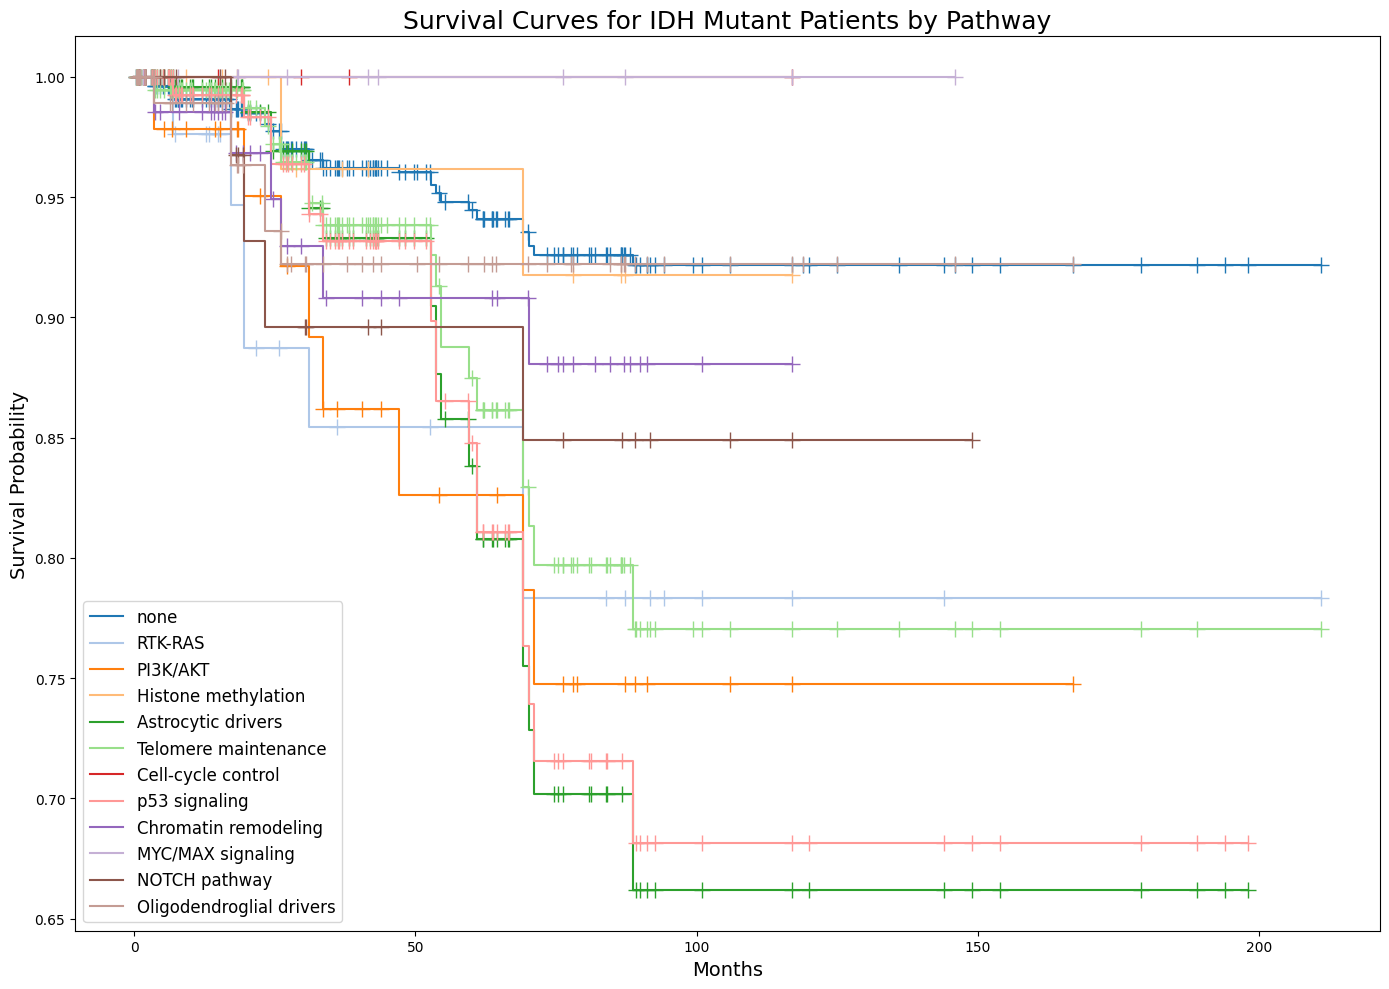 Survival Curves for IDH Mutant Patients by Pathway
1.00
0.95
0.90
0.85
0.80
0.75
0.70
0.65
Survival Probability
none
RTK-RAS
PI3K/AKT
Histone methylation
Astrocytic drivers
Telomere maintenance
Cell-cycle control
p53 signaling
Chromatin remodeling
MYC/MAX signaling
NOTCH pathway
Oligodendroglial drivers
0
50
100
150
200
Months